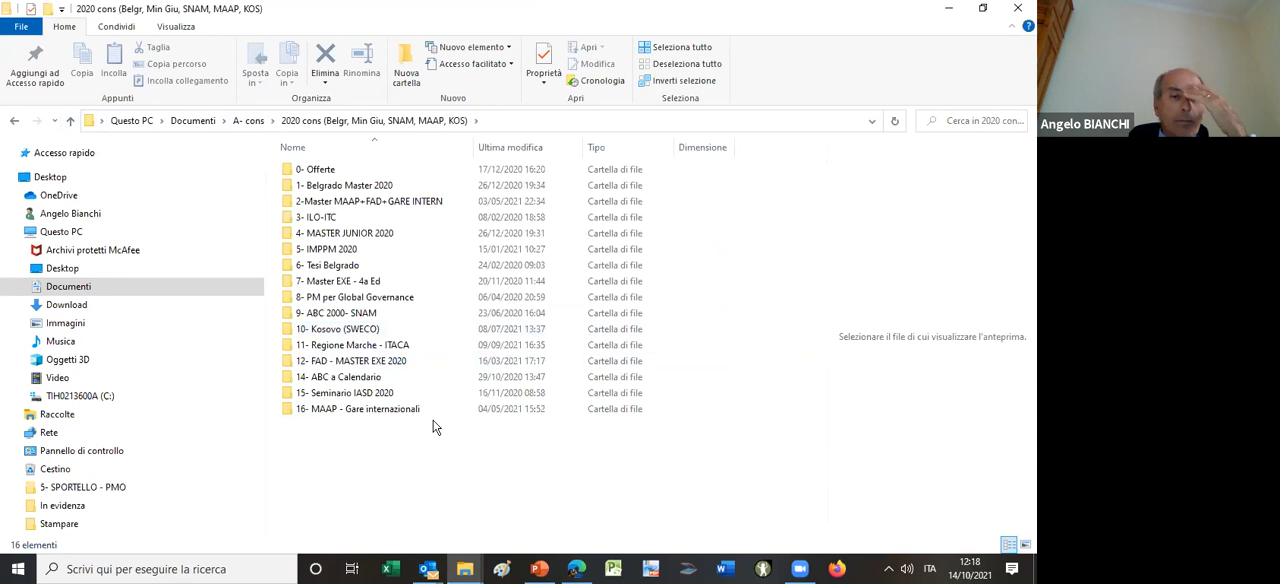 2020 cons (Belgr, Min Giu, SNAM, MAAP, KOS)
File Home Condividi Visualizza
Aggiungi ad Accesso rapido
Copia
Incolla
Taglia
Copia percorso
Incolla collegamento
Appunti
Sposta in
Copia in
Elimina
Rinomina
Organizza
Nuova cartella
Nuovo elemento
Accesso facilitato
Nuovo
Proprietà
Apri
Modifica
Cronologia
Apri
Seleziona tutto
Deseleziona tutto
Inverti selezione
Selezione
Questo PC > Documenti > A- cons > 2020 cons (Belgr, Min Giu, SNAM, MAAP, KOS) >
Cerca in 2020 con...
Accesso rapido
Desktop
OneDrive
Angelo Bianchi
Questo PC
Archivi protetti McAfee
Desktop
Documenti
Download
Immagini
Musica
Oggetti 3D
Video
TIH0213600A (C:)
Raccolte
Rete
Pannello di controllo
Cestino
5- SPORTELLO - PMO
In evidenza
Stampare
Nome Ultima modifica Tipo Dimensione
0- Offerte 17/12/2020 16:20 Cartella di file
1- Belgrado Master 2020 26/12/2020 19:34 Cartella di file
2-Master MAAP+FAD+GARE INTERN 03/05/2021 22:34 Cartella di file
3- ILO-ITC 08/02/2020 18:58 Cartella di file
4- MASTER JUNIOR 2020 26/12/2020 19:31 Cartella di file
5- IMPPM 2020 15/01/2021 10:27 Cartella di file
6- Tesi Belgrado 24/02/2020 09:03 Cartella di file
7- Master EXE - 4a Ed 20/11/2020 11:44 Cartella di file
8- PM per Global Governance 06/04/2020 20:59 Cartella di file
9- ABC 2000- SNAM 23/06/2020 16:04 Cartella di file
10- Kosovo (SWECO) 08/07/2021 13:37 Cartella di file
11- Regione Marche - ITACA 09/09/2021 16:35 Cartella di file
12- FAD - MASTER EXE 2020 16/03/2021 17:17 Cartella di file
14- ABC a Calendario 29/10/2020 13:47 Cartella di file
15- Seminario IASD 2020 16/11/2020 08:58 Cartella di file
16- MAAP - Gare internazionali 04/05/2021 15:52 Cartella di file
Selezionare il file di cui visualizzare l'anteprima.
16 elementi
Scrivi qui per eseguire la ricerca
ITA
12:18
14/10/2021
Angelo BIANCHI